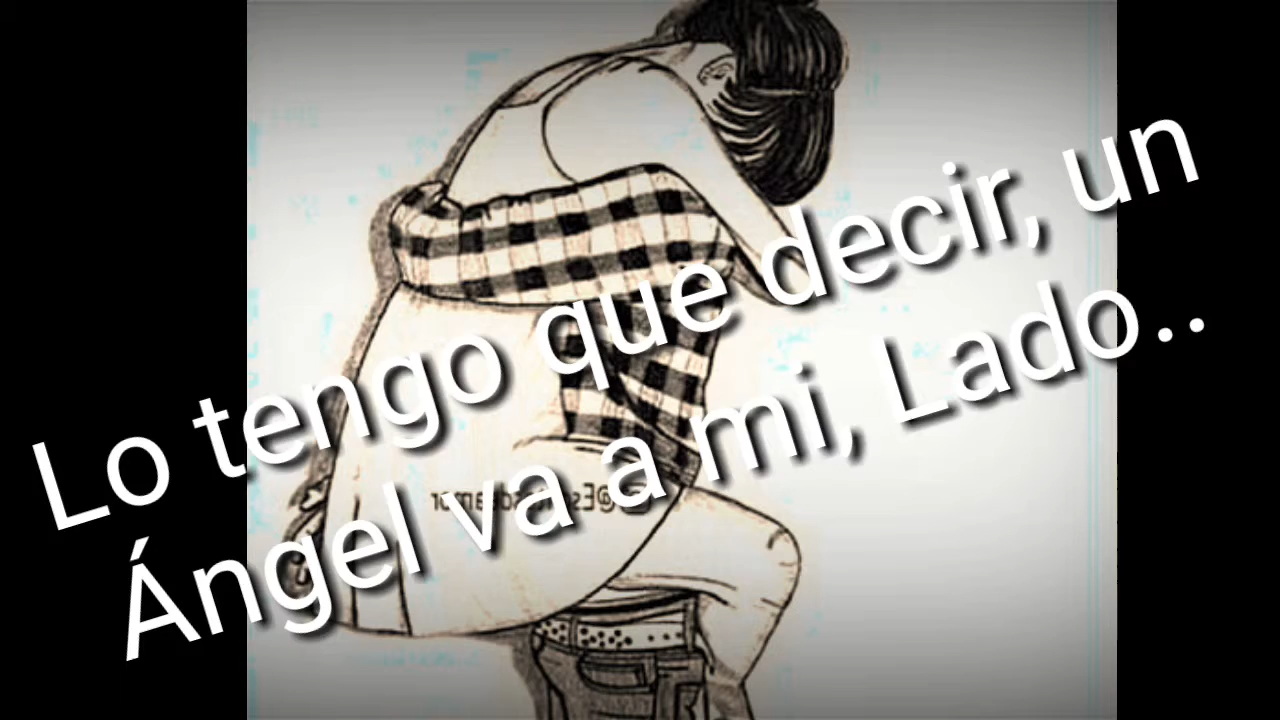 Lo tengo que decir, un
Ángel va a mi, Lado..